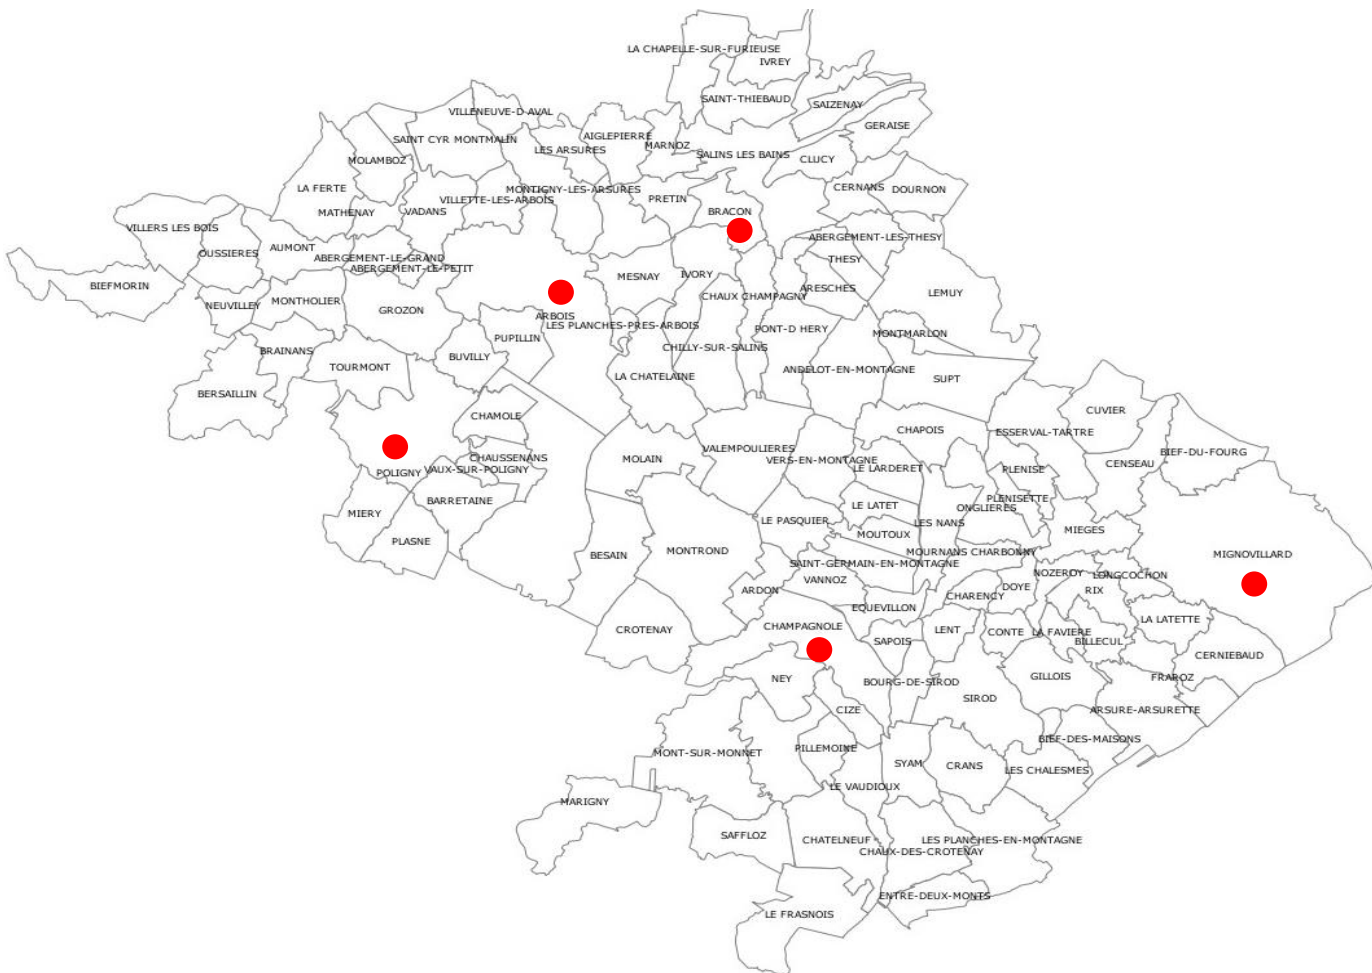 LA CHAPELLE-SUR-FURIEUSE
IVREY
SAINT-THIEBAUD
SAIZENAY
VILLENEUVE-D AVAL
GERAISE
SAINT CYR MONTMALIN
AIGLEPIERRE
LES ARSURES
MARNOZ
SALINS LES BAINS
CLUCY
MOLAMBOZ
LA FERTE
MONTIGNY-LES-ARSURES
CERNANS
DOURNON
VILLETTE-LES-ARBOIS
PRETIN
MATHENAY
VADANS
BRACON
VILLERS LES BOIS
ABERGEMENT-LES-THESY
AUMONT
OUSSIERES
ABERGEMENT-LE-GRAND
THESY
ABERGEMENT-LE-PETIT
MESNAY
IVORY
BIEFMORIN
ARESCHES
LEMUY
NEUVILLEY
MONTHOLIER
CHAUX CHAMPAGNY
GROZON
ARBOIS
LES PLANCHES-PRES-ARBOIS
PONT-D HERY
MONTMARLON
PUPILLIN
CHILLY-SUR-SALINS
BRAINANS
BUVILLY
TOURMONT
LA CHATELAINE
ANDELOT-EN-MONTAGNE
SUPT
BERSAILLIN
CUVIER
CHAMOLE
CHAPOIS
ESSERVAL-TARTRE
VALEMPOULIERES
BIEF-DU-FOURG
CHAUSSENANS
MOLAIN
VERS-EN-MONTAGNE
CENSEAU
POLIGNY
VAUX-SUR-POLIGNY
LE LARDERET
PLENISE
BARRETAINE
PLENISETTE
LE LATET
ONGLIERES
MIERY
LE PASQUIER
LES NANS
MIEGES
MOUTOUX
PLASNE
BESAIN
MONTROND
MOURNANS CHARBONNY
MIGNOVILLARD
SAINT-GERMAIN-EN-MONTAGNE
NOZEROY
LONGCOCHON
VANNOZ
DOYE
RIX
ARDON
CHARENCY
EQUEVILLON
LA LATETTE
CHAMPAGNOLE
CROTENAY
SAPOIS
LENT
CONTE
LA FAVIERE
BILLECUL
CERNIEBAUD
NEY
BOURG-DE-SIROD
GILLOIS
FRAROZ
SIROD
CIZE
ARSURE-ARSURETTE
BIEF-DES-MAISONS
MONT-SUR-MONNET
PILLEMOINE
SYAM
CRANS
LES CHALESMES
LE VAUDIOUX
MARIGNY
SAFFLOZ
CHATELNEUF
LES PLANCHES-EN-MONTAGNE
CHAUX-DES-CROTENAY
ENTRE-DEUX-MONTS
LE FRASNOIS